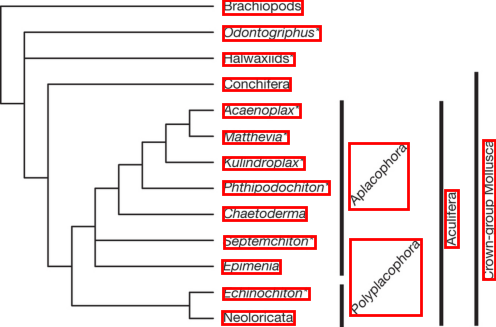 Brachiopods
Odontogriphus*
Halwaxiids*
Conchifera
Acaenoplax*
Matthevia*
Kulindroplax*
Phthipodochiton*
Chaetoderma
Septemchiton*
Epimenia
Echinochiton*
Neoloricata
Aplacophora
Polyplacophora
Aculifera
Crown-group Mollusca